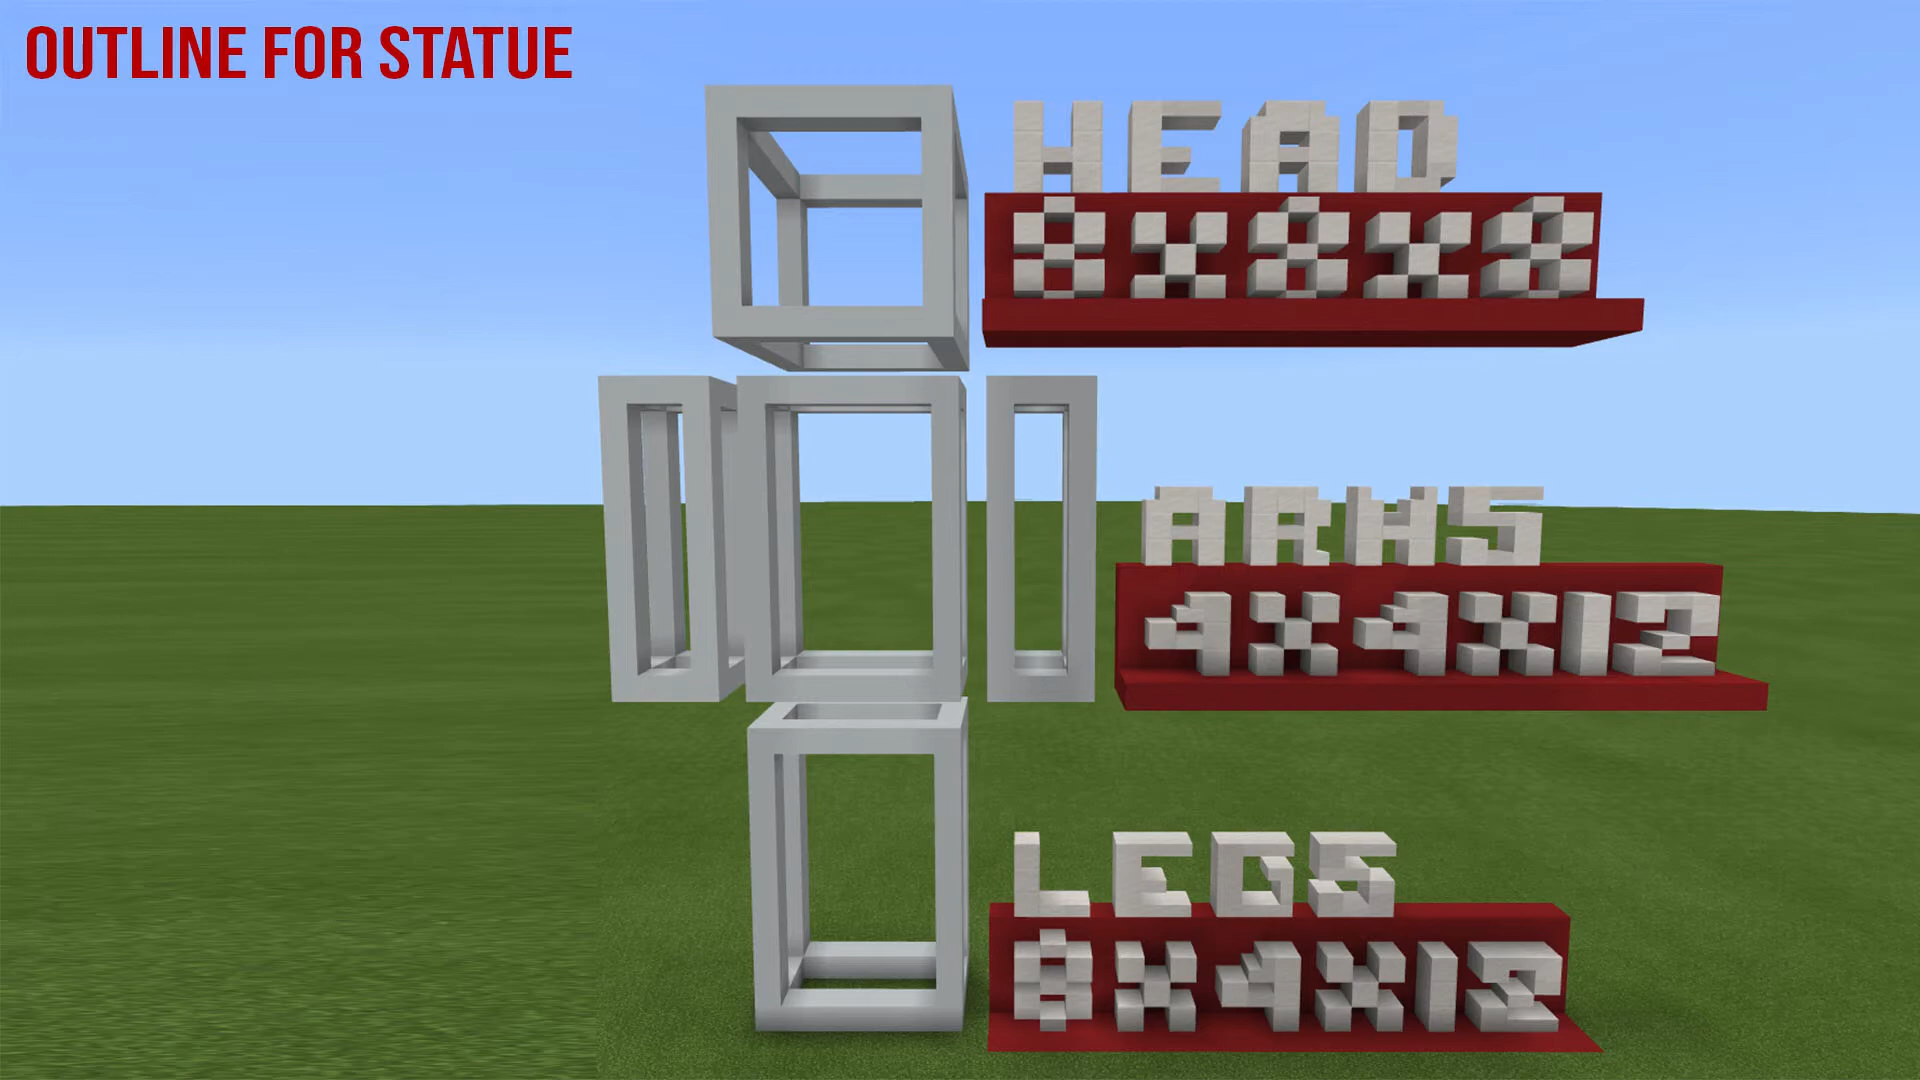 OUTLINE FOR STATUE
HEAD
8X8X8
ARMS
4X4X12
LEGS
8X4X12